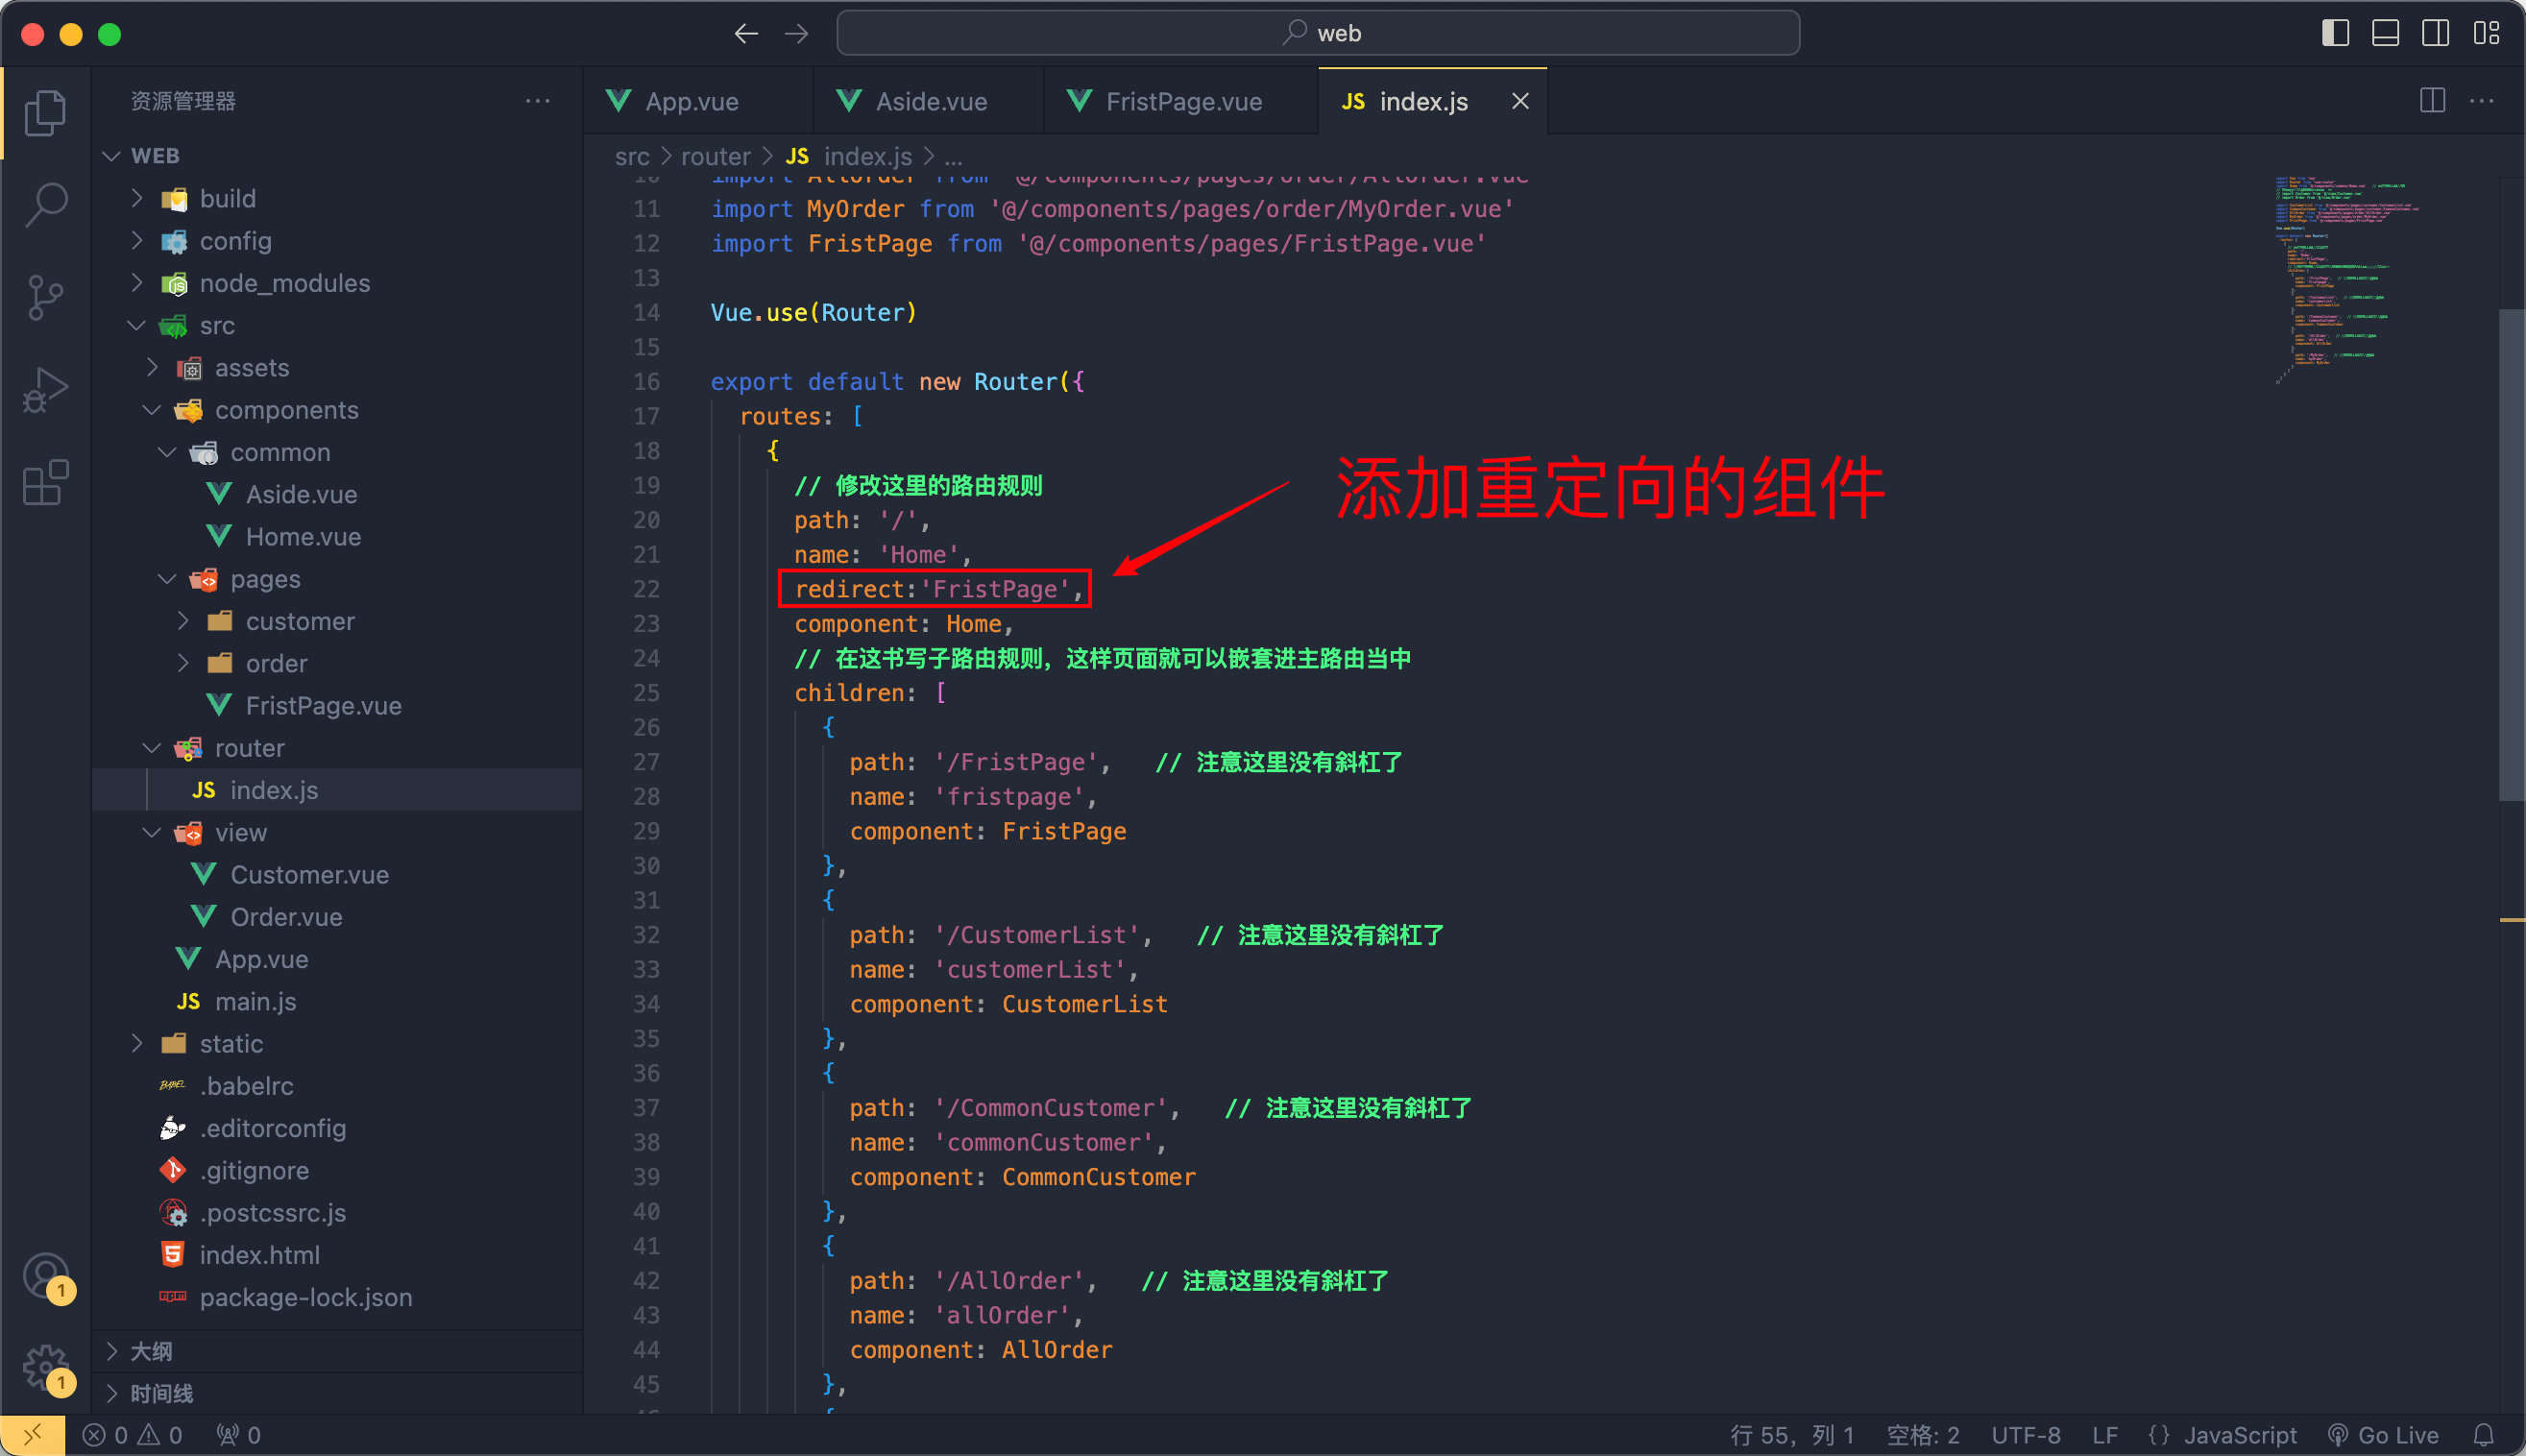 web
资源管理器
App.vue
Aside.vue
FristPage.vue
JS index.js
src > router > JS index.js > ...
WEB
build
config
node_modules
src
assets
components
common
Aside.vue
Home.vue
pages
customer
order
FristPage.vue
router
JS index.js
view
Customer.vue
Order.vue
App.vue
JS main.js
static
BABEL .babelrc
.editorconfig
.gitignore
.postcssrc.js
index.html
package-lock.json
大纲
时间线
10 import AllOrder from '@/components/pages/order/AllOrder.vue'
11 import MyOrder from '@/components/pages/order/MyOrder.vue'
12 import FristPage from '@/components/pages/FristPage.vue'
13
14 Vue.use(Router)
15
16 export default new Router({
17 routes: [
18 {
19 // 修改这里的路由规则
20 path: '/',
21 name: 'Home',
22 redirect:'FristPage',
23 component: Home,
24 // 在这书写子路由规则，这样页面就可以嵌套进主路由当中
25 children: [
26 {
27 path: '/FristPage', // 注意这里没有斜杠了
28 name: 'fristpage',
29 component: FristPage
30 },
31 {
32 path: '/CustomerList', // 注意这里没有斜杠了
33 name: 'customerList',
34 component: CustomerList
35 },
36 {
37 path: '/CommonCustomer', // 注意这里没有斜杠了
38 name: 'commonCustomer',
39 component: CommonCustomer
40 },
41 {
42 path: '/AllOrder', // 注意这里没有斜杠了
43 name: 'allOrder',
44 component: AllOrder
45 },
46 {
添加重定向的组件
1
1
0 0 0
行 55，列 1
空格: 2
UTF-8
LF
{} JavaScript
Go Live